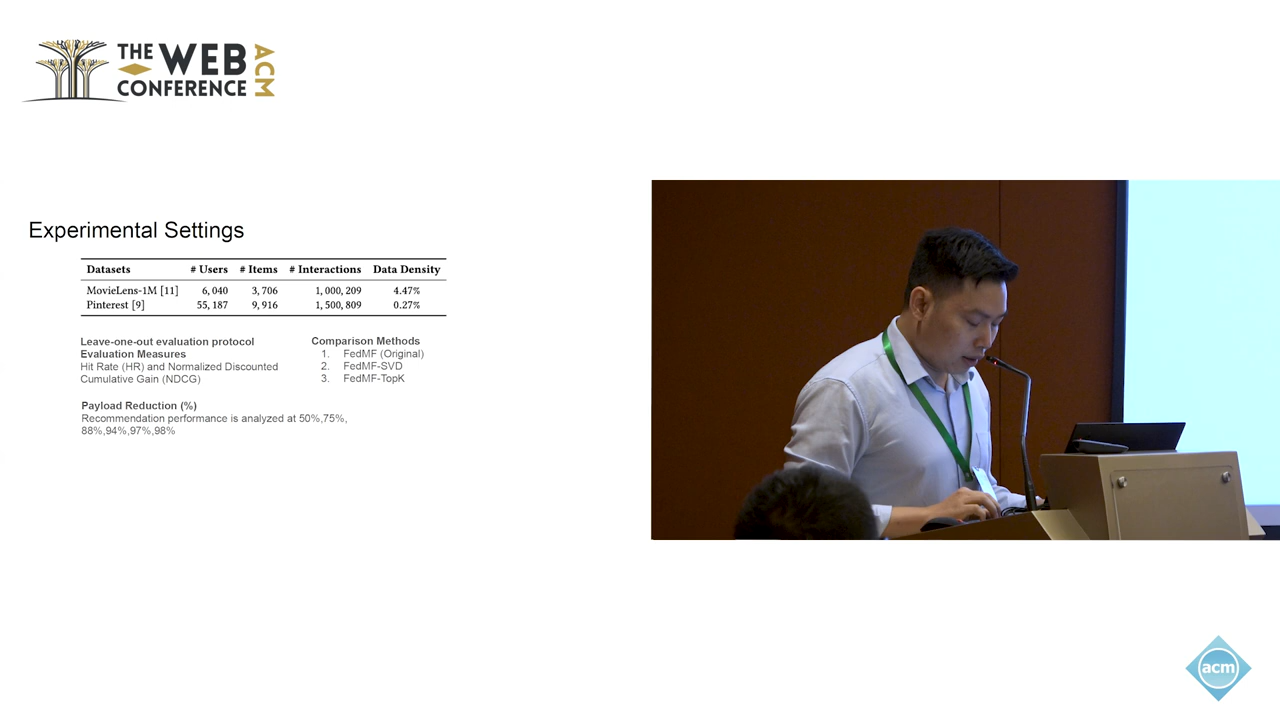 THE WEB CONFERENCE ACM
Experimental Settings
Datasets # Users # Items # Interactions Data Density
MovieLens-1M [11] 6,040 3,706 1,000,209 4.47%
Pinterest [9] 55,187 9,916 1,500,809 0.27%
Leave-one-out evaluation protocol
Evaluation Measures
Hit Rate (HR) and Normalized Discounted
Cumulative Gain (NDCG)
Comparison Methods
1. FedMF (Original)
2. FedMF-SVD
3. FedMF-TopK
Payload Reduction (%)
Recommendation performance is analyzed at 50%,75%,
88%,94%,97%,98%
acm